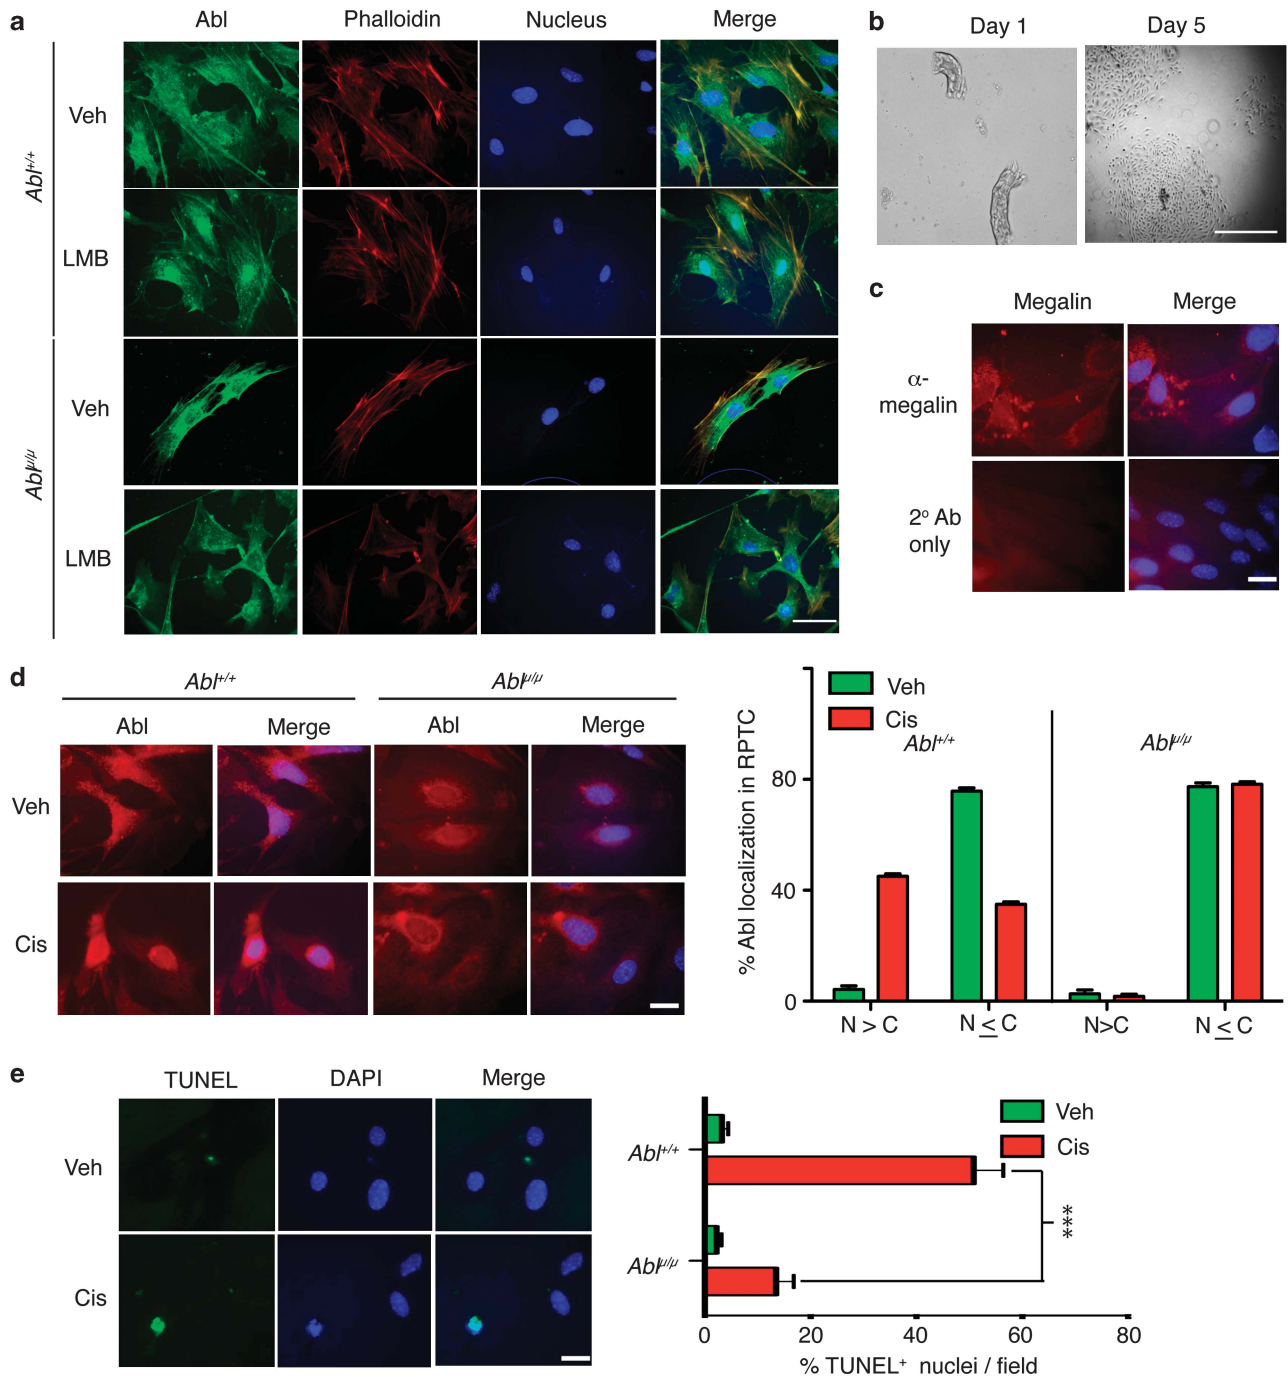 a
Abl Phalloidin Nucleus Merge
Abl+/+
Veh
LMB
Ablμ/μ
Veh
LMB
b
Day 1 Day 5
c
Megalin Merge
α-
megalin
2o Ab
only
d
Abl+/+ Ablμ/μ
Abl Merge Abl Merge
Veh
Cis
% Abl localization in RPTC
Veh
Cis
Abl+/+ Ablμ/μ
80
40
0
N > C N ≤ C N>C N ≤ C
e
TUNEL DAPI Merge
Veh
Cis
Veh
Cis
Abl+/+
Ablμ/μ
***
0 20 40 60 80
% TUNEL+ nuclei / field